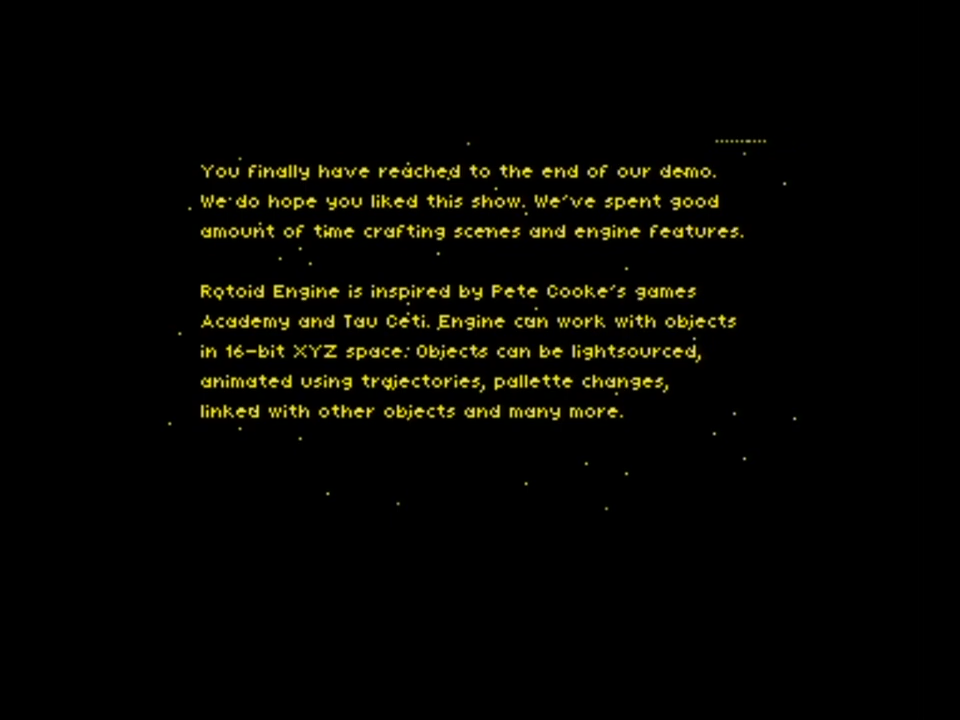 You finally have reached to the end of our demo.
We do hope you liked this show. We've spent good
amount of time crafting scenes and engine features.
Rotoid Engine is inspired by Pete Cooke's games
Academy and Tau Ceti. Engine can work with objects
in 16-bit XYZ space. Objects can be lightsourced,
animated using trajectories, pallette changes,
linked with other objects and many more.